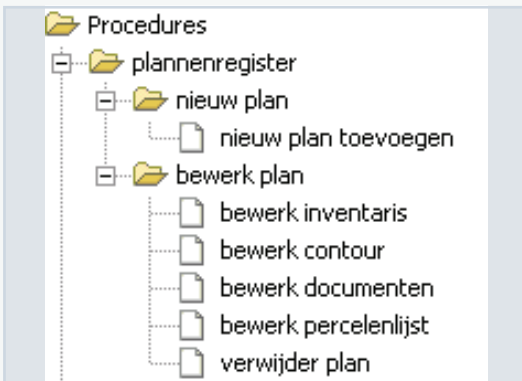 Procedures
plannenregister
nieuw plan
nieuw plan toevoegen
bewerk plan
bewerk inventaris
bewerk contour
bewerk documenten
bewerk percelenlijst
verwijder plan